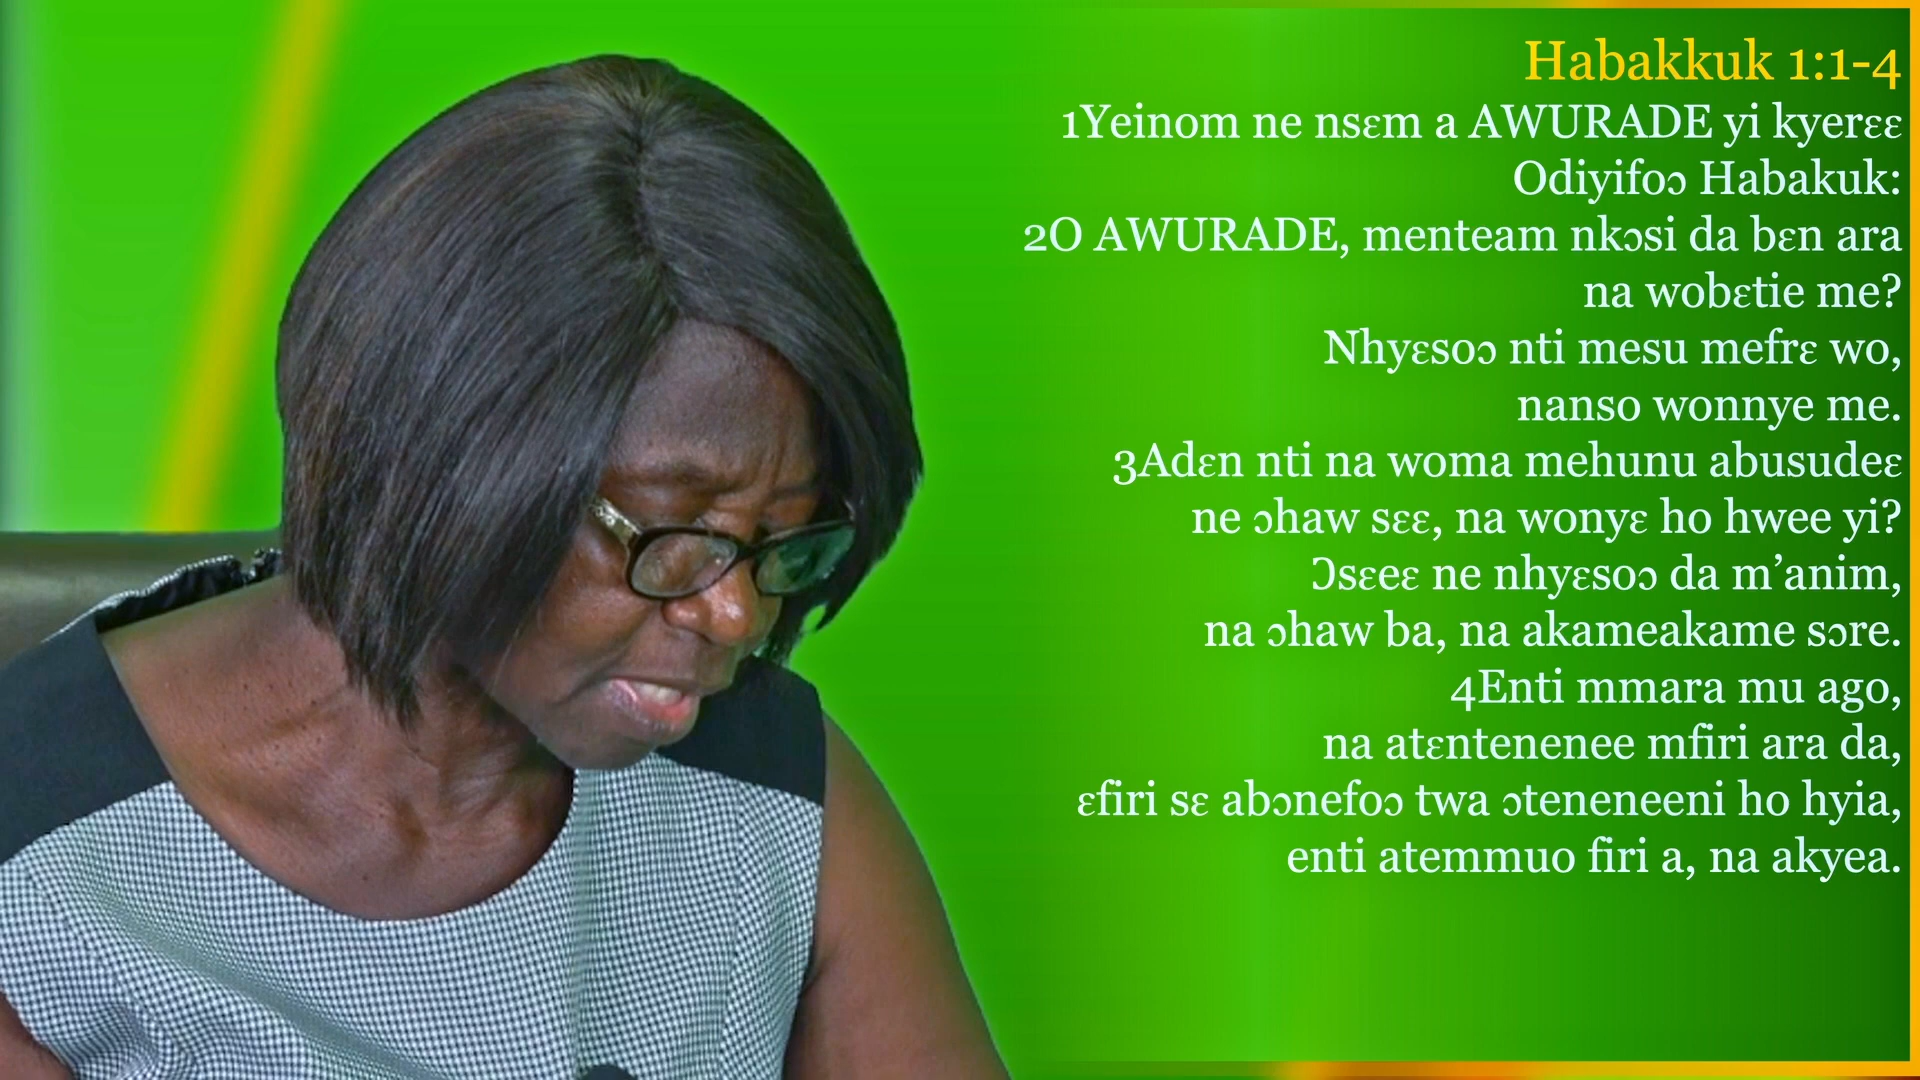 Habakkuk 1:1-4
1Yeinom ne nsɛm a AWURADE yi kyerɛɛ
Odiyifoɔ Habakuk:
2O AWURADE, menteam nkɔsi da bɛn ara
na wobɛtie me?
Nhyɛsoɔ nti mesu mefrɛ wo,
nanso wonnye me.
3Adɛn nti na woma mehunu abusudeɛ
ne ɔhaw sɛɛ, na wonyɛ ho hwee yi?
Ɔsɛeɛ ne nhyɛsoɔ da m’anim,
na ɔhaw ba, na akameakame sɔre.
4Enti mmara mu ago,
na atɛntenenee mfiri ara da,
ɛfiri sɛ abɔnefoɔ twa ɔteneneeni ho hyia,
enti atemmuo firi a, na akyea.